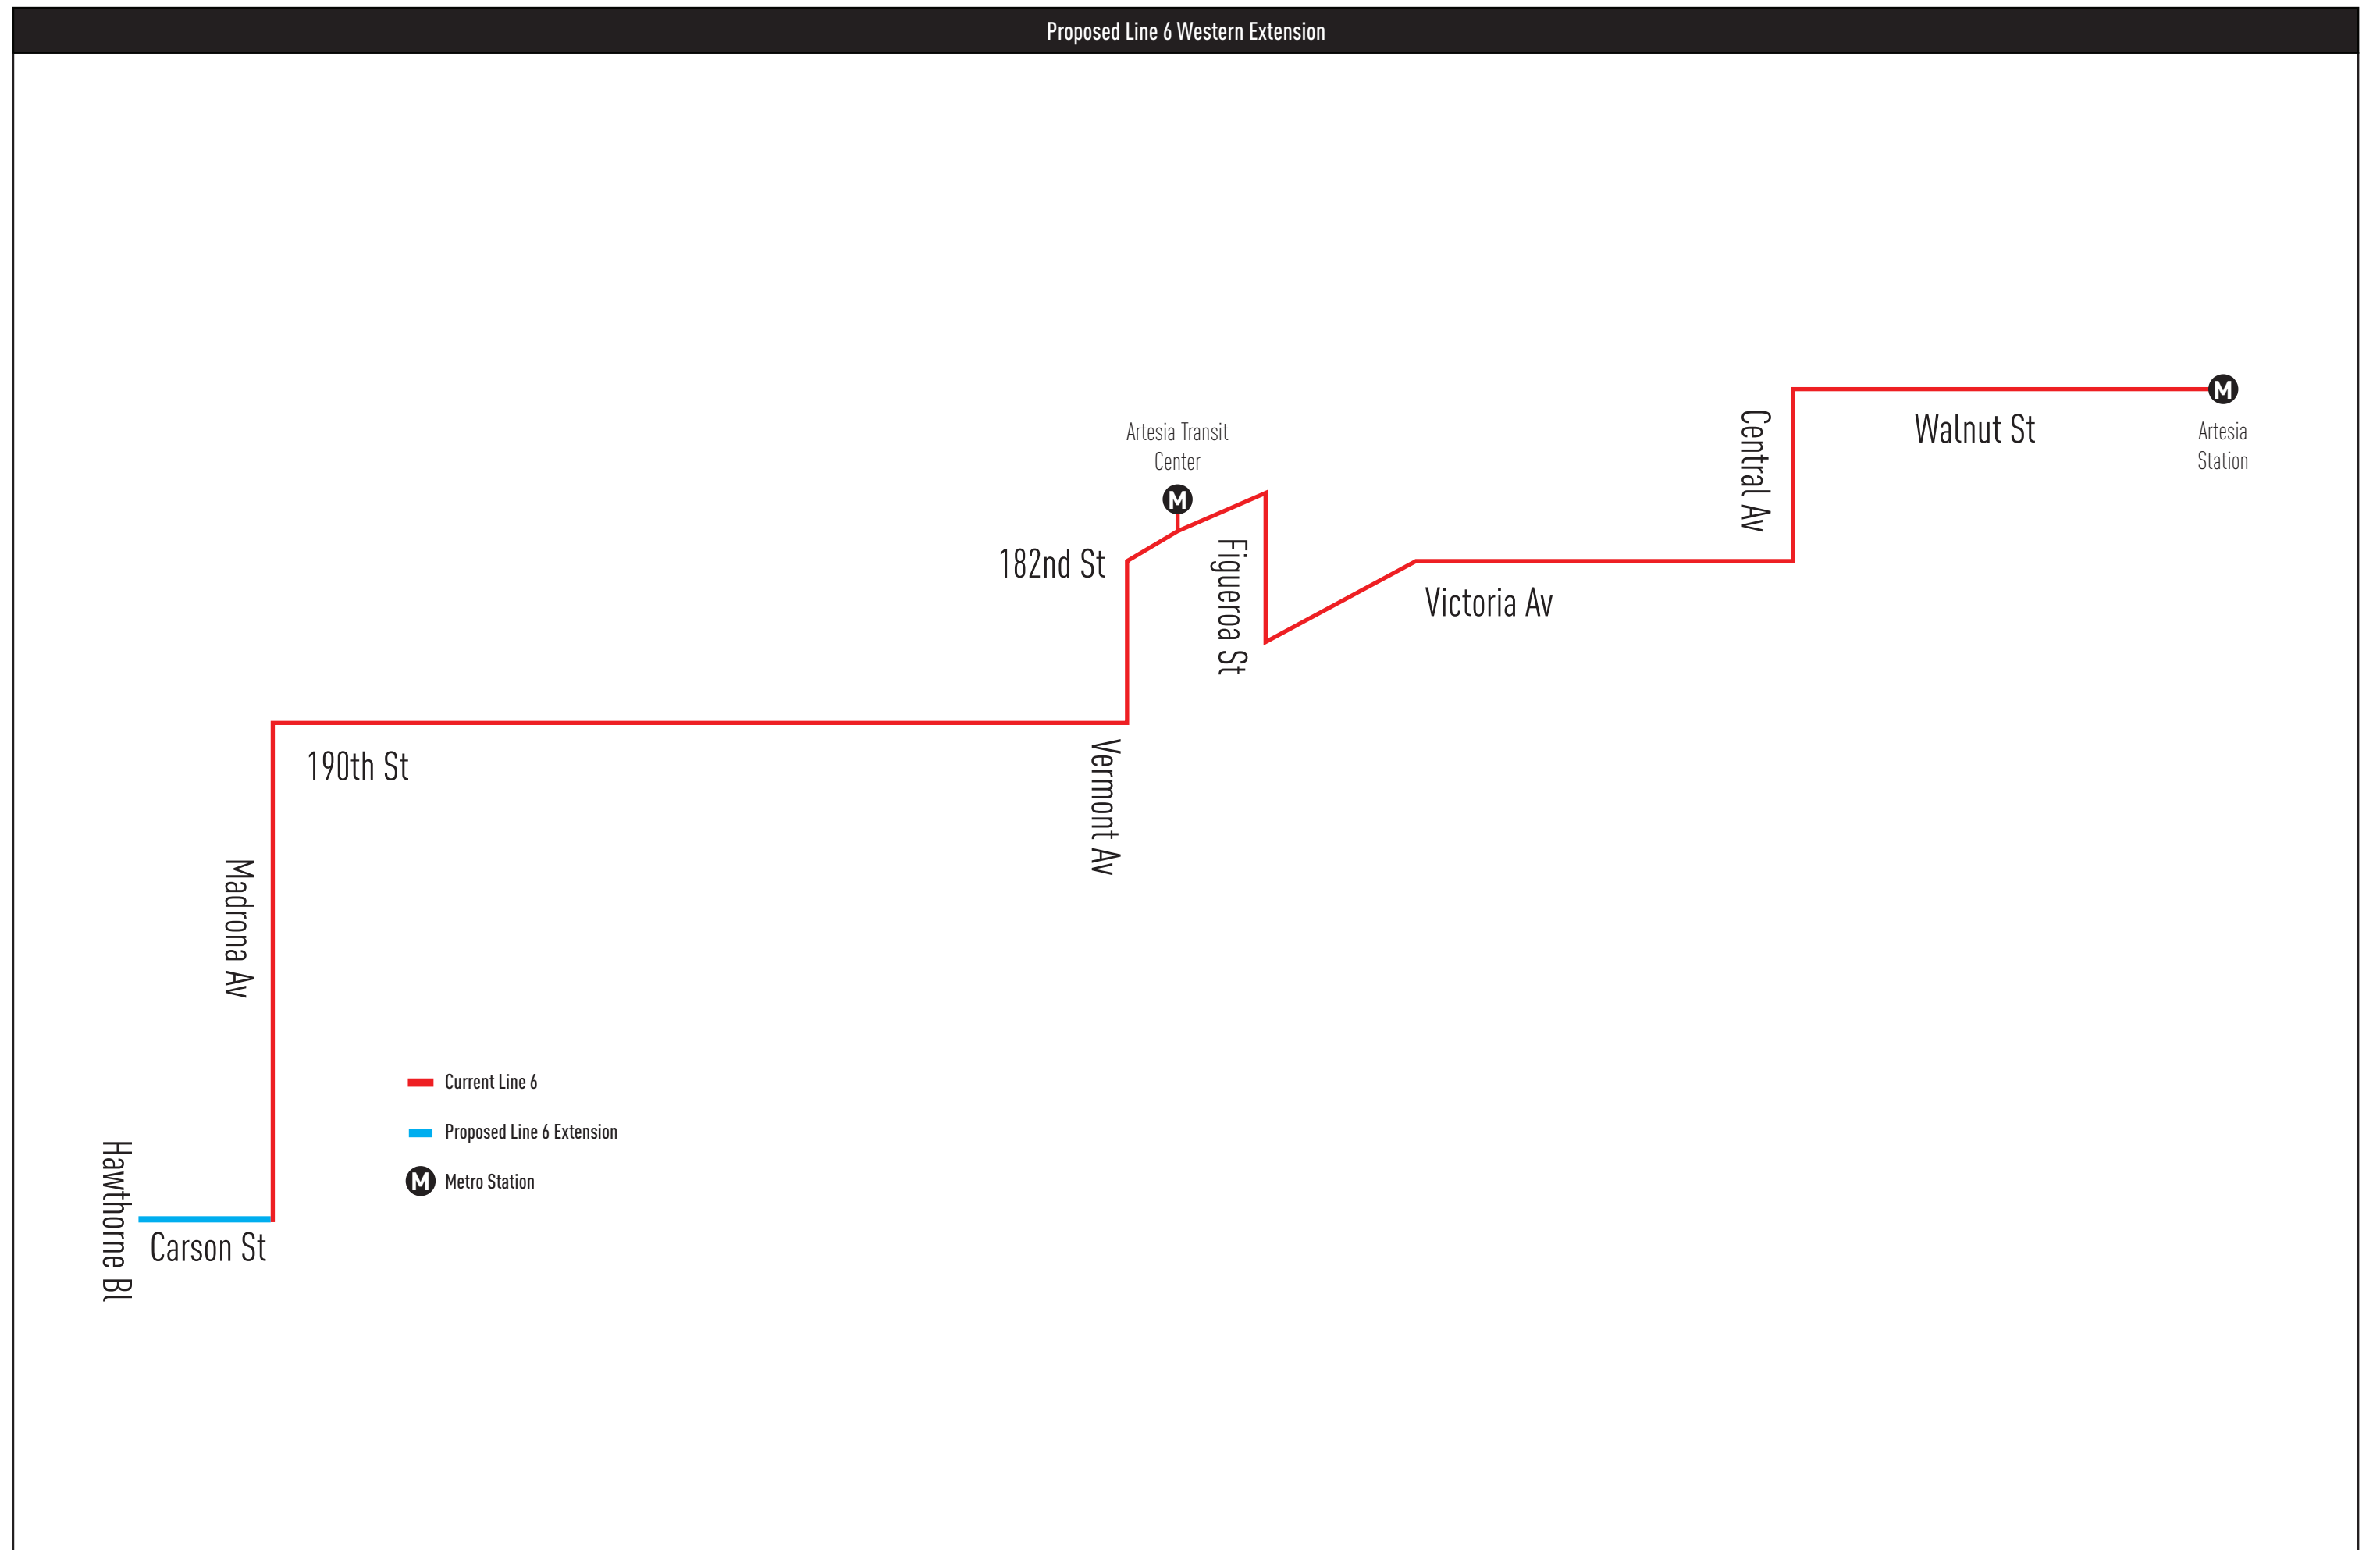 Proposed Line 6 Western Extension
Artesia Transit
Center
M
182nd St
Figueroa St
Victoria Av
Central Av
Walnut St
M
Artesia
Station
190th St
Vermont Av
Madrona Av
Current Line 6
Proposed Line 6 Extension
M Metro Station
Hawthorne Bl
Carson St